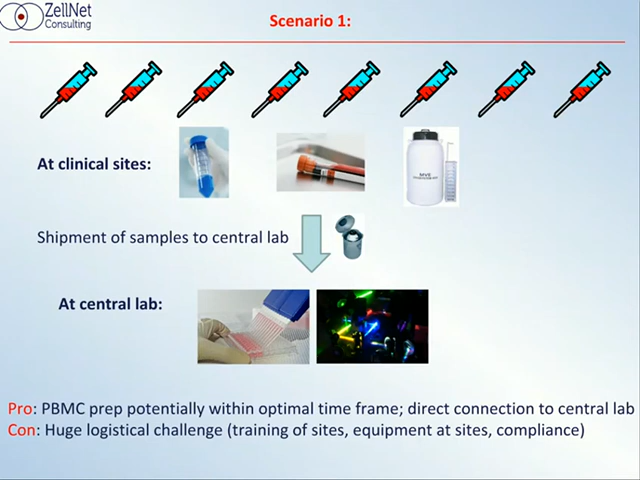 ZellNet
Consulting
Scenario 1:
At clinical sites:
MVE
Shipment of samples to central lab
At central lab:
Pro: PBMC prep potentially within optimal time frame; direct connection to central lab
Con: Huge logistical challenge (training of sites, equipment at sites, compliance)